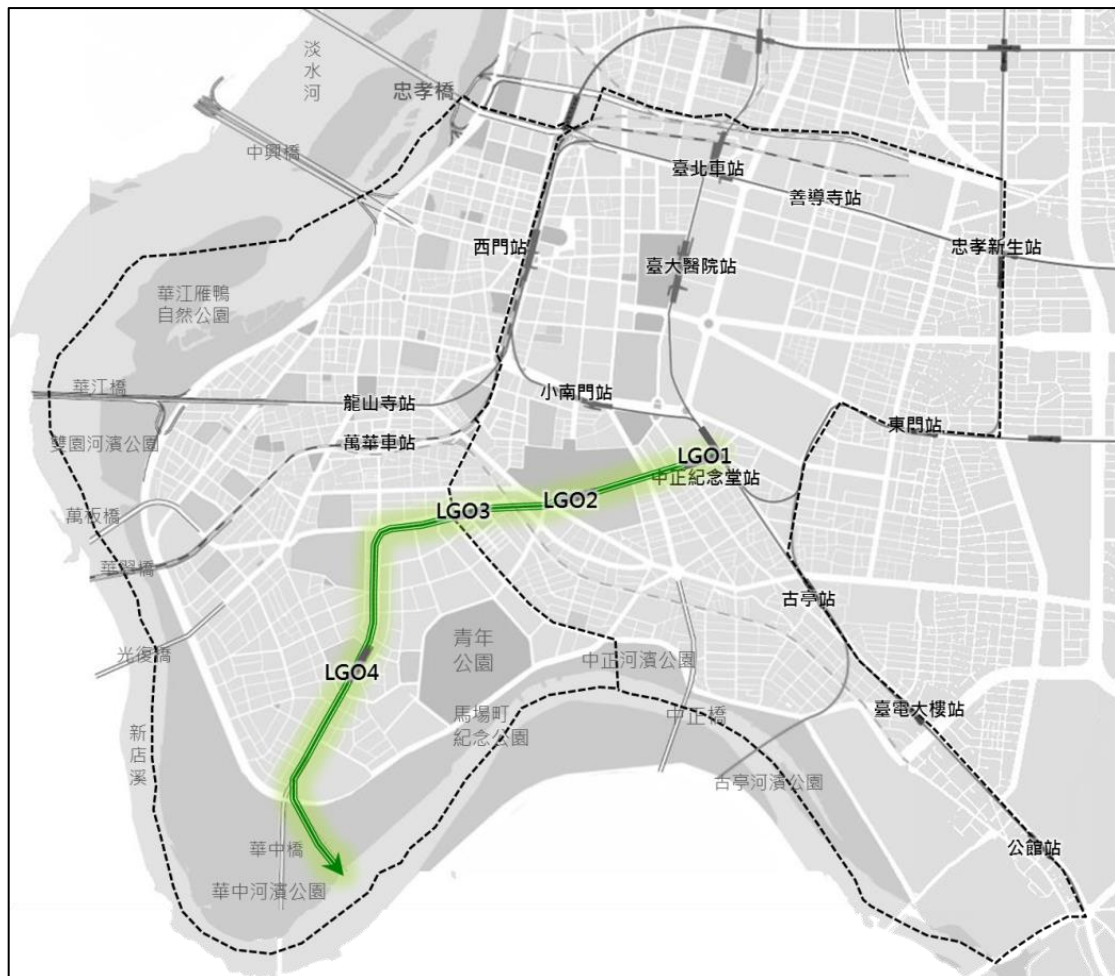 淡
水
河
忠孝橋
中興橋
臺北車站
善導寺站
西門站
忠孝新生站
臺大醫院站
華江雁鴨
自然公園
華江橋
小南門站
龍山寺站
東門站
雙園河濱公園
萬華車站
LG01
中正紀念堂站
LG02
LG03
萬板橋
華翠橋
古亭站
光復橋
青年
公園
中正河濱公園
LG04
馬場町
紀念公園
中正橋
臺電大樓站
新
店
溪
古亭河濱公園
華中橋
公館站
華中河濱公園